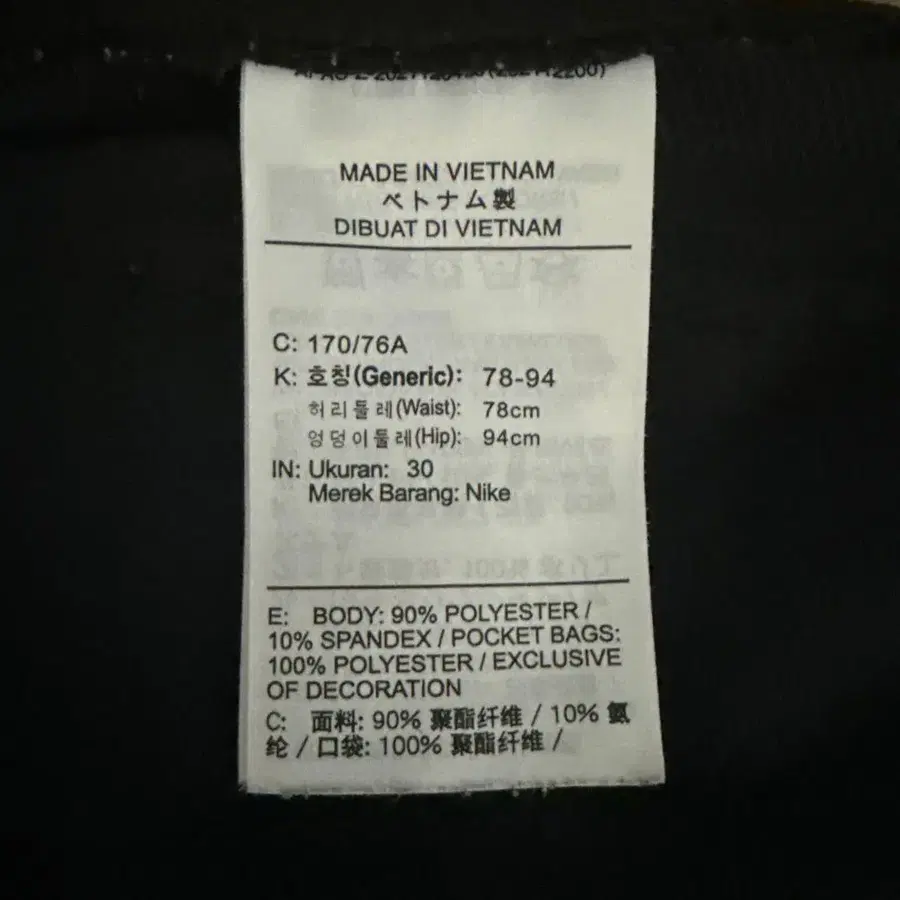 MADE IN VIETNAM
ベトナム製
DIBUAT DI VIETNAM
C: 170/76A
K: 호칭(Generic): 78-94
허리둘레(Waist): 78cm
엉덩이둘레(Hip): 94cm
IN: Ukuran: 30
Merek Barang: Nike
E: BODY: 90% POLYESTER /
10% SPANDEX / POCKET BAGS:
100% POLYESTER / EXCLUSIVE
OF DECORATION
C: 面料: 90% 聚酯纤维 / 10% 氨
纶 / 口袋: 100% 聚酯纤维 /